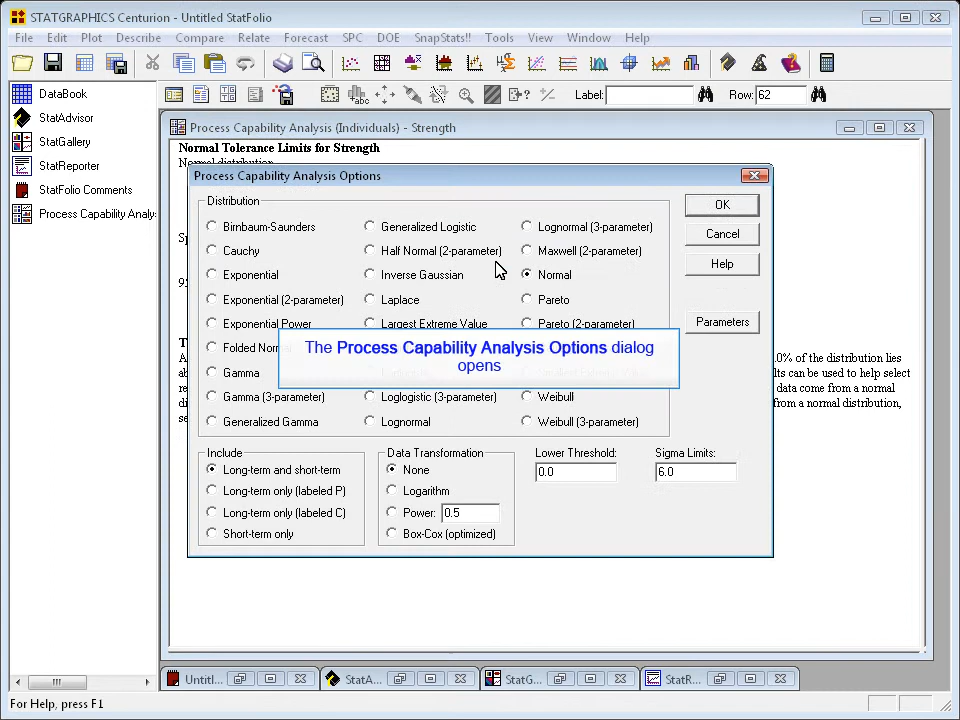 STATGRAPHICS Centurion - Untitled StatFolio
File Edit Plot Describe Compare Relate Forecast SPC DOE SnapStats!! Tools View Window Help
Label: Row: 62
DataBook
StatAdvisor
StatGallery
StatReporter
StatFolio Comments
Process Capability Analy
Process Capability Analysis (Individuals) - Strength
Normal Tolerance Limits for Strength
Normal distribution
Process Capability Analysis Options
Distribution
Birnbaum-Saunders Generalized Logistic Lognormal (3-parameter)
Cauchy Half Normal (2-parameter) Maxwell (2-parameter)
Exponential Inverse Gaussian Normal
Exponential (2-parameter) Laplace Pareto
Exponential Power Largest Extreme Value Pareto (2-parameter)
Folded Norm
Gamma
Gamma (3-parameter) Loglogistic (3-parameter) Weibull
Generalized Gamma Lognormal Weibull (3-parameter)
OK
Cancel
Help
Parameters
The Process Capability Analysis Options dialog
opens
.0% of the distribution lies
lts can be used to help select
data come from a normal
from a normal distribution,
Include
Long-term and short-term
Long-term only (labeled P)
Long-term only (labeled C)
Short-term only
Data Transformation
None
Logarithm
Power: 0.5
Box-Cox (optimized)
Lower Threshold:
0.0
Sigma Limits:
6.0
Untitl... StatA... StatG... StatR...
For Help, press F1